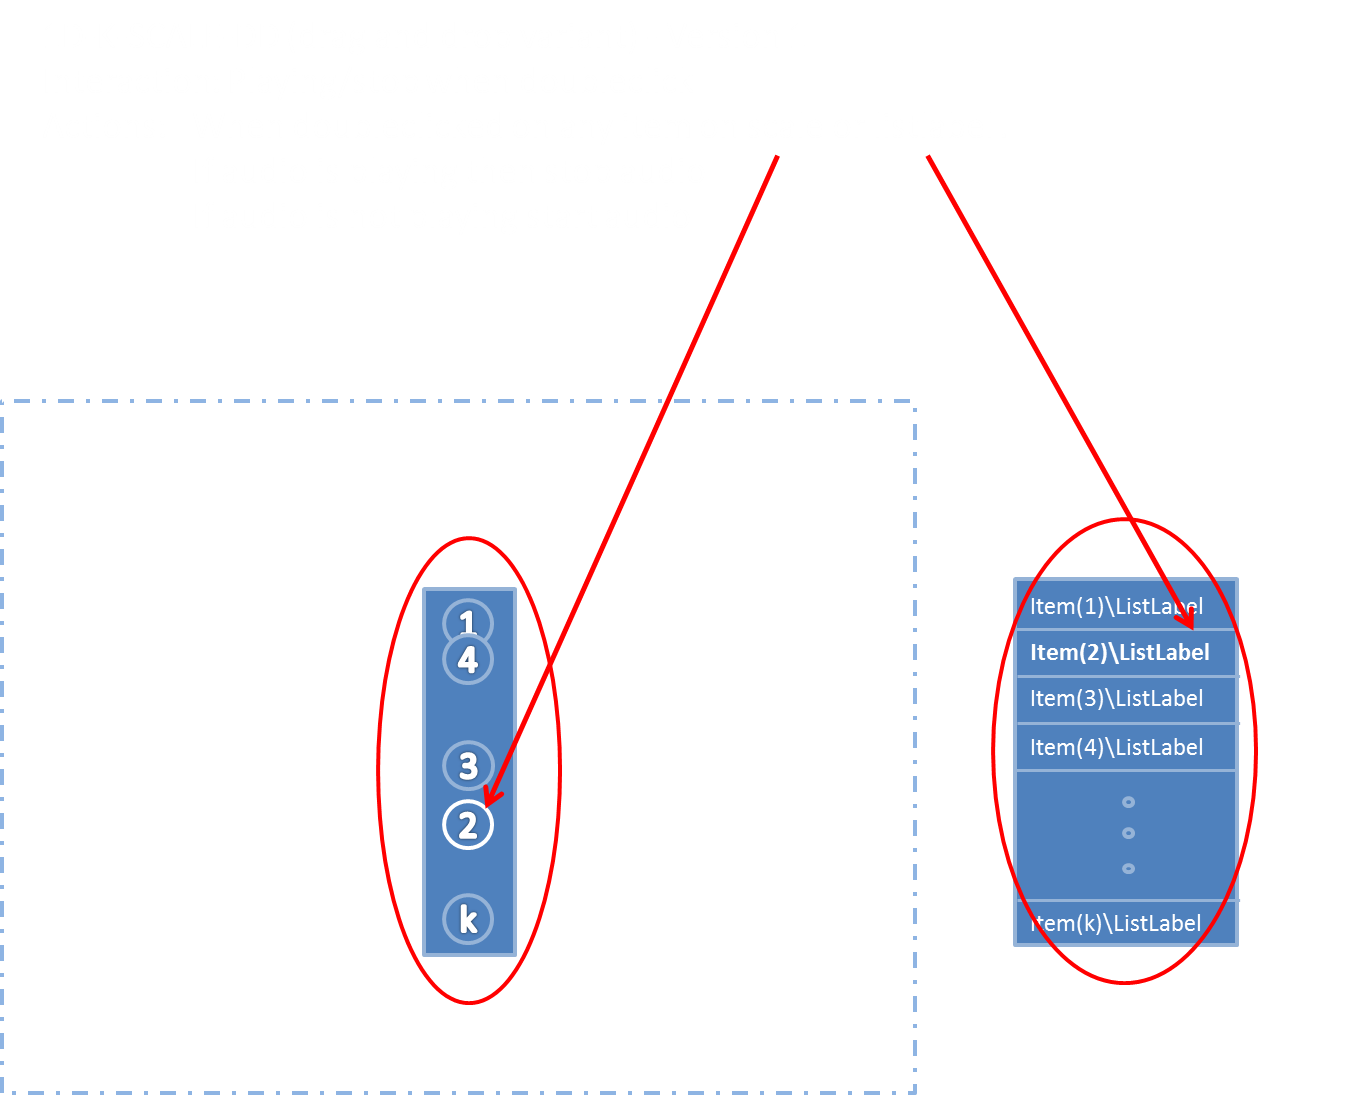 1
4
3
2
k
Item(1)\ListLabel
Item(2)\ListLabel
Item(3)\ListLabel
Item(4)\ListLabel
Item(k)\ListLabel